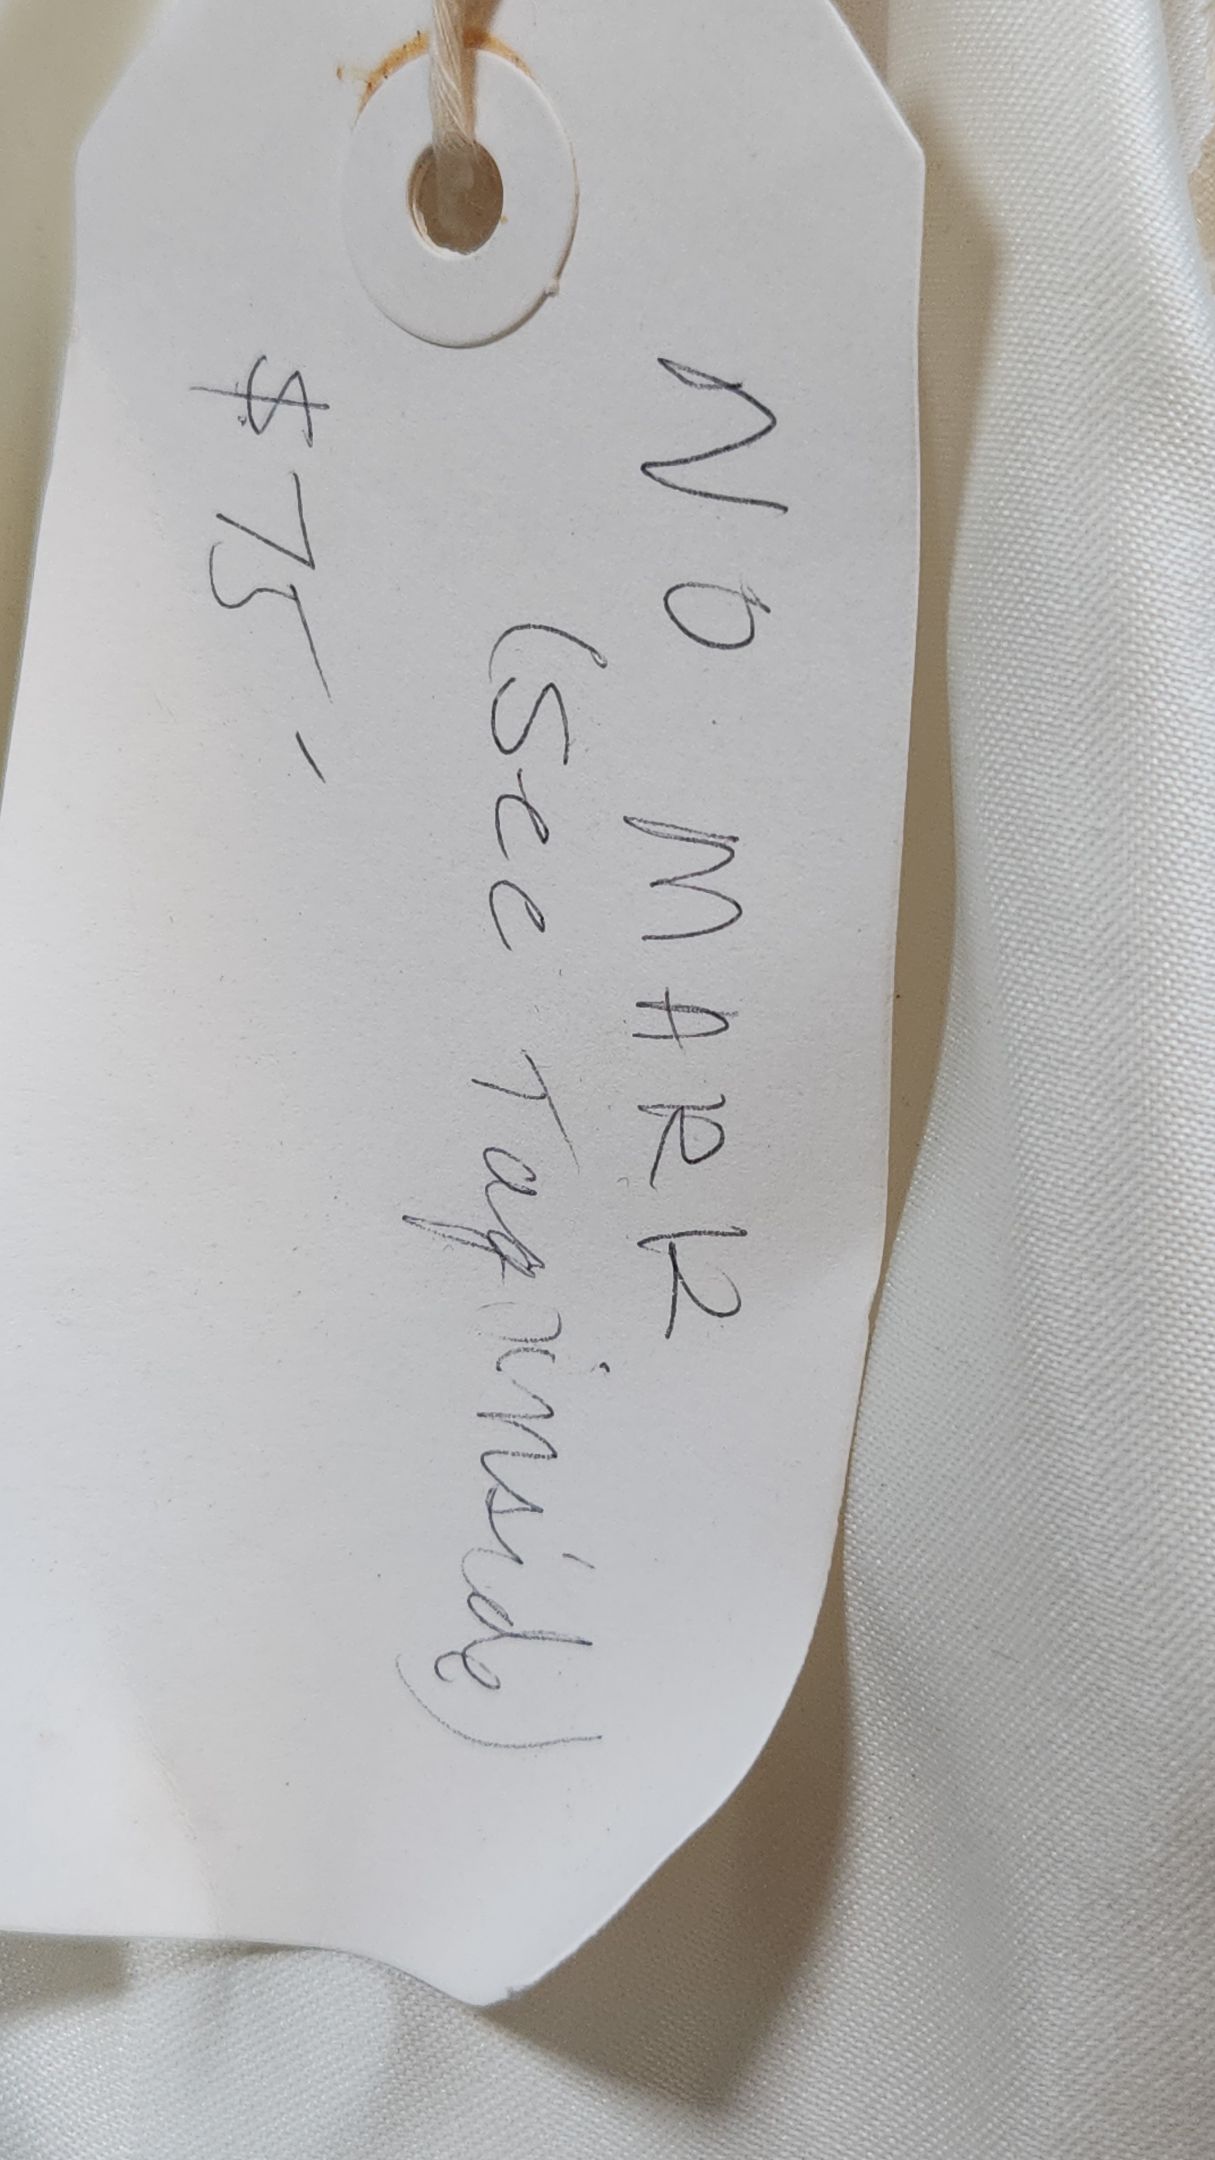 NO MARK
(See Tag inside)
$75-